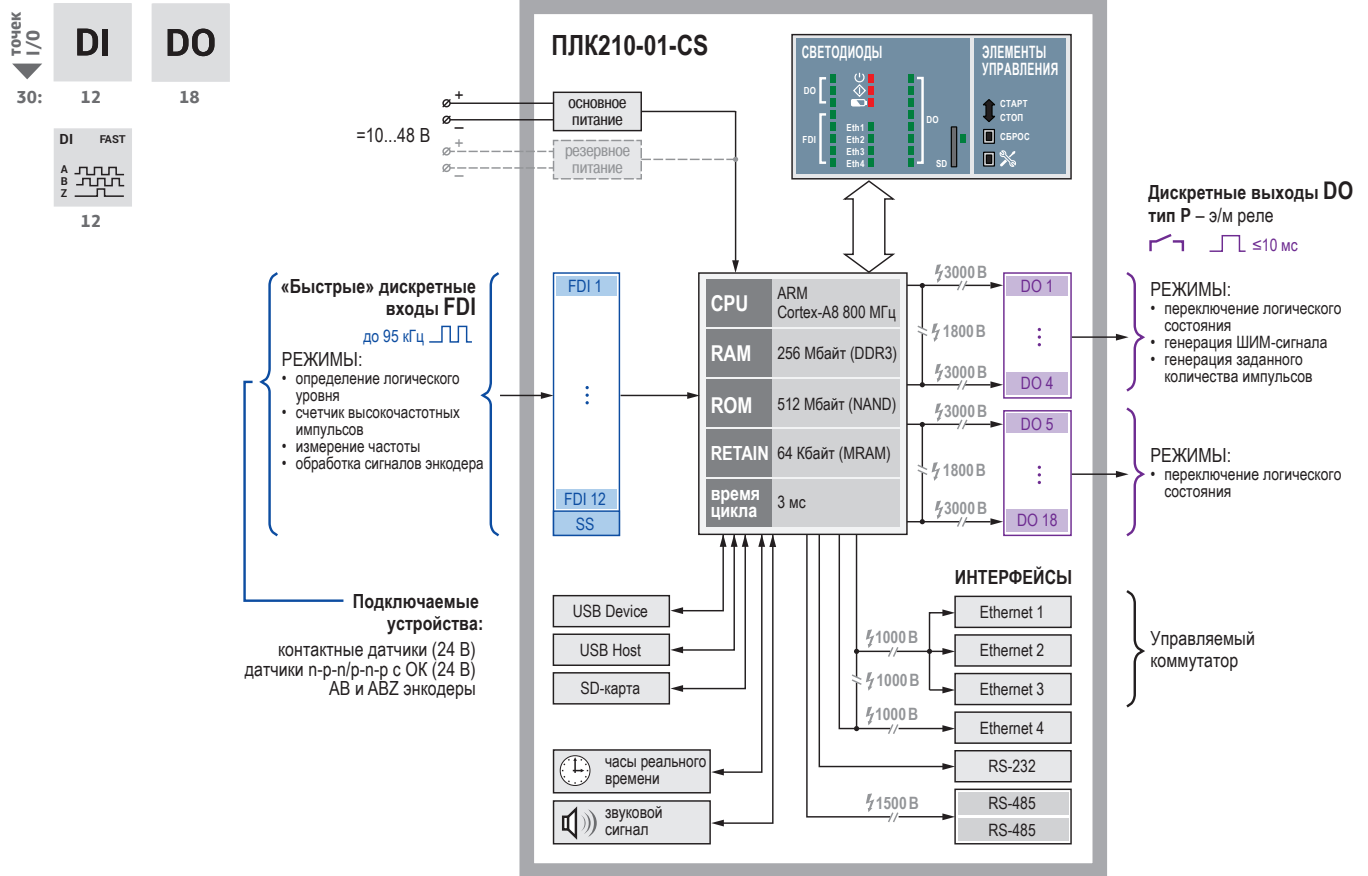 точек I/O
DI
DO
30:
12
18
DI FAST
A
B
Z
12
ПЛК210-01-CS
+
–
=10...48 В
+
–
основное
питание
резервное
питание
СВЕТОДИОДЫ
DO
FDI
Eth1
Eth2
Eth3
Eth4
DO
SD
ЭЛЕМЕНТЫ
УПРАВЛЕНИЯ
СТАРТ
СТОП
СБРОС
Дискретные выходы DO
тип Р – э/м реле
≤10 мс
«Быстрые» дискретные
входы FDI
до 95 кГц
РЕЖИМЫ:
• определение логического
уровня
• счетчик высокочастотных
импульсов
• измерение частоты
• обработка сигналов энкодера
FDI 1
⋮
FDI 12
SS
CPU
ARM
Cortex-A8 800 МГц
RAM
256 Мбайт (DDR3)
ROM
512 Мбайт (NAND)
RETAIN
64 Кбайт (MRAM)
время
цикла
3 мс
3000 В
1800 В
3000 В
3000 В
1800 В
3000 В
DO 1
⋮
DO 4
DO 5
⋮
DO 18
РЕЖИМЫ:
• переключение логического
состояния
• генерация ШИМ-сигнала
• генерация заданного
количества импульсов
РЕЖИМЫ:
• переключение логического
состояния
Подключаемые
устройства:
контактные датчики (24 В)
датчики n-p-n/p-n-p с ОК (24 В)
AB и ABZ энкодеры
USB Device
USB Host
SD-карта
часы реального
времени
звуковой
сигнал
ИНТЕРФЕЙСЫ
1000 В
1000 В
1000 В
1500 В
Ethernet 1
Ethernet 2
Ethernet 3
Ethernet 4
RS-232
RS-485
RS-485
Управляемый
коммутатор